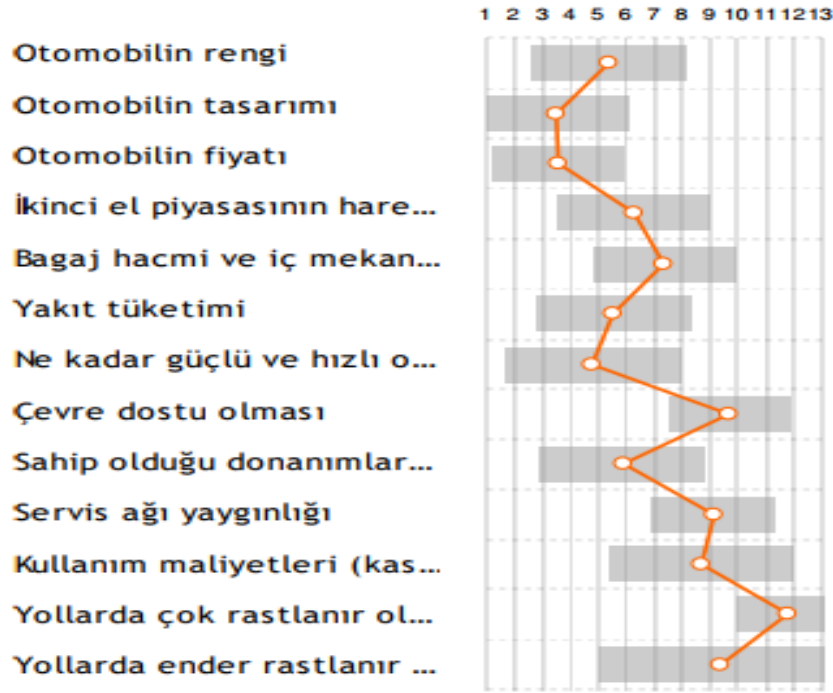 1 2 3 4 5 6 7 8 9 10 11 12 13
Otomobilin rengi
Otomobilin tasarımı
Otomobilin fiyatı
İkinci el piyasasının hare...
Bagaj hacmi ve iç mekan...
Yakıt tüketimi
Ne kadar güçlü ve hızlı o...
Çevre dostu olması
Sahip olduğu donanımlar...
Servis ağı yaygınlığı
Kullanım maliyetleri (kas...
Yollarda çok rastlanır ol...
Yollarda ender rastlanır ...